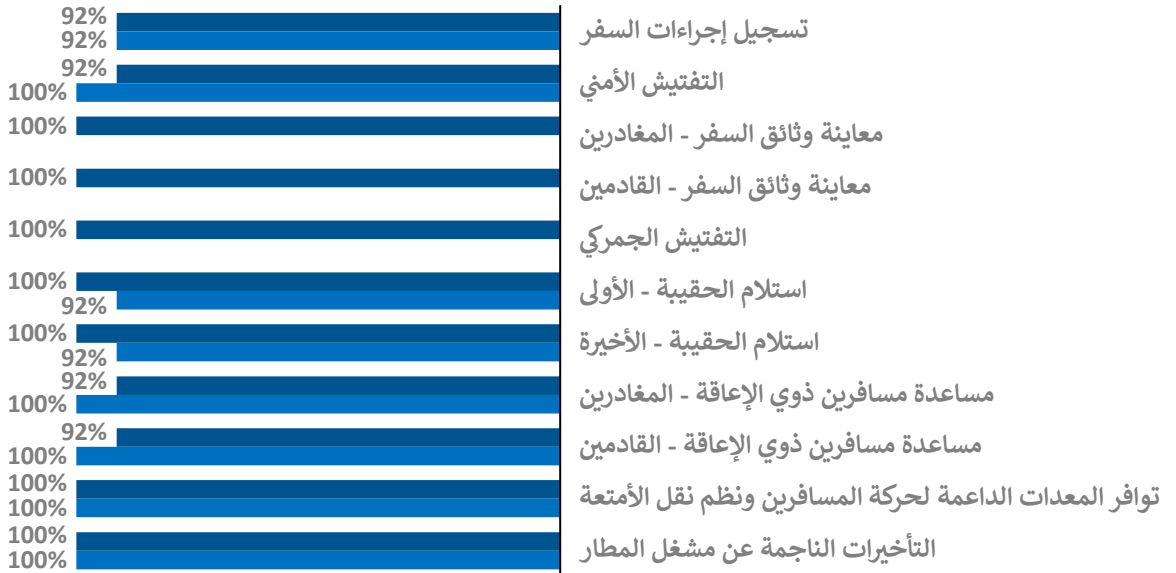 تسجيل إجراءات السفر
92%
92%
التفتيش الأمني
92%
100%
معاينة وثائق السفر - المغادرين
100%
معاينة وثائق السفر - القادمين
100%
التفتيش الجمركي
100%
استلام الحقيبة - الأولى
100%
92%
استلام الحقيبة - الأخيرة
100%
92%
مساعدة مسافرين ذوي الإعاقة - المغادرين
92%
100%
مساعدة مسافرين ذوي الإعاقة - القادمين
92%
100%
توافر المعدات الداعمة لحركة المسافرين ونظم نقل الأمتعة
100%
100%
التأخيرات الناجمة عن مشغل المطار
100%
100%